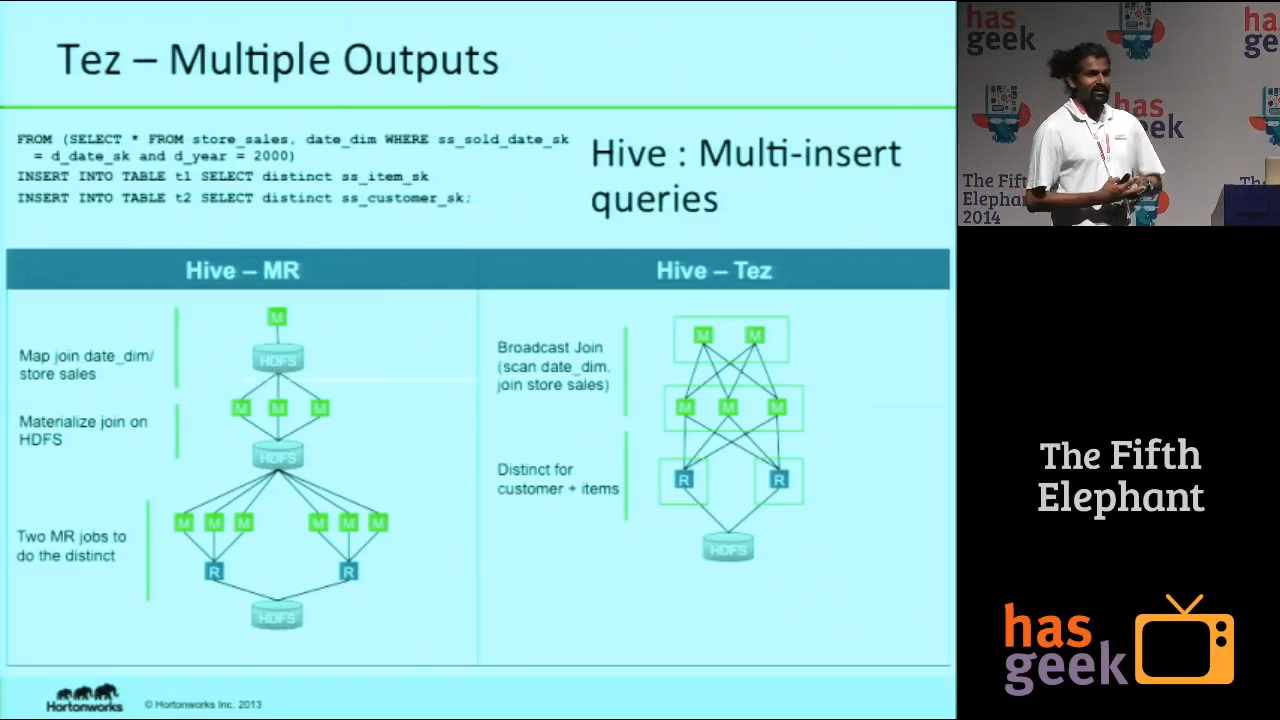 Tez – Multiple Outputs
FROM (SELECT * FROM store_sales, date_dim WHERE ss_sold_date_sk
= d_date_sk and d_year = 2000)
INSERT INTO TABLE t1 SELECT distinct ss_item_sk
INSERT INTO TABLE t2 SELECT distinct ss_customer_sk;
Hive : Multi-insert
queries
Hive – MR
Hive – Tez
M
HDFS
Map join date_dim/
store sales
M M M
Materialize join on
HDFS
HDFS
M M M M M M
Two MR jobs to
do the distinct
R R
HDFS
M M
Broadcast Join
(scan date_dim.
join store sales)
M M M
Distinct for
customer + items
R R
HDFS
Hortonworks
© Hortonworks Inc. 2013
has
geek
has
geek
The Fift
Elephan
2014
The Fifth
Elephant
has
geek